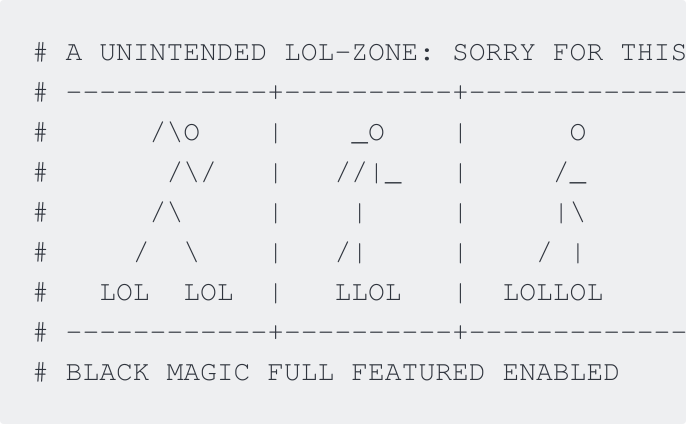 # A UNINTENDED LOL-ZONE: SORRY FOR THIS
# ------------+----------+-------------
#      /\O    |    _O    |      O
#       /\/   |   //|_   |     /_
#      /\     |    |     |     |\
#     /  \    |   /|     |    / |
#   LOL  LOL  |   LLOL   |  LOLLOL
# ------------+----------+-------------
# BLACK MAGIC FULL FEATURED ENABLED